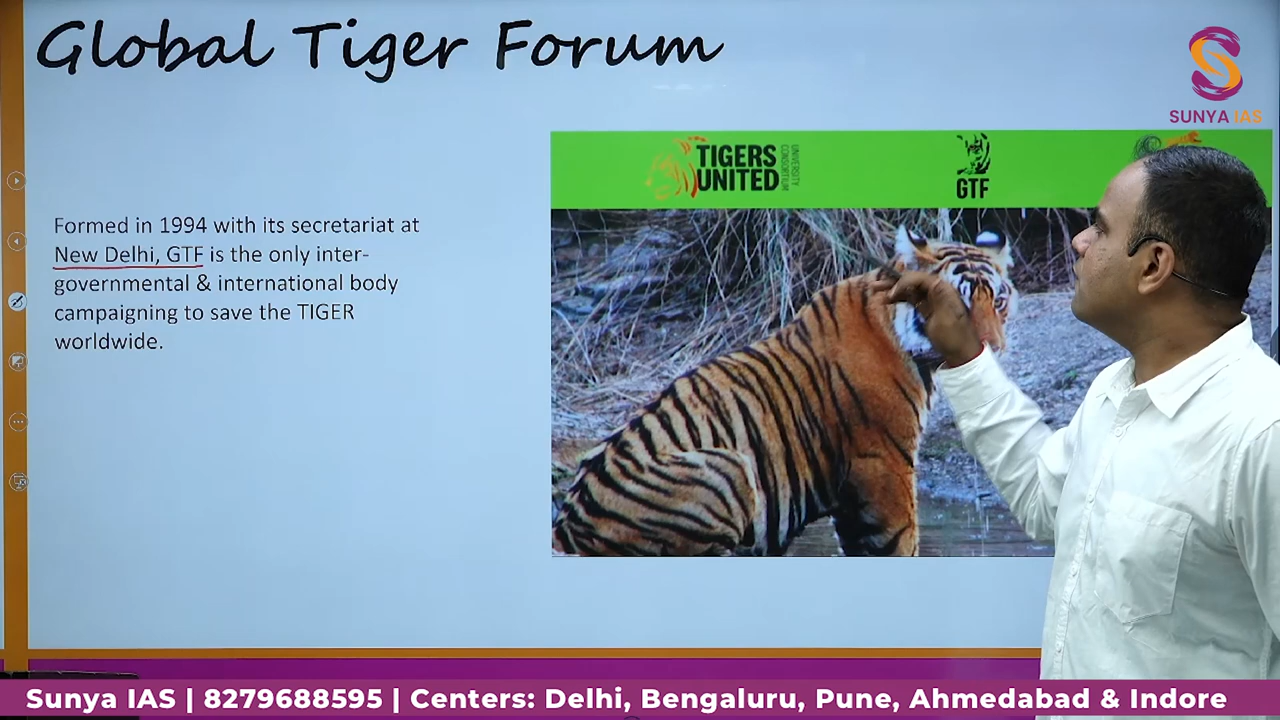 Global Tiger Forum
SUNYA IAS
TIGERS
UNITED
UNIVERSITY
CONSORTIUM
GTF
Formed in 1994 with its secretariat at
New Delhi, GTF is the only inter-
governmental & international body
campaigning to save the TIGER
worldwide.
Sunya IAS | 8279688595 | Centers: Delhi, Bengaluru, Pune, Ahmedabad & Indore